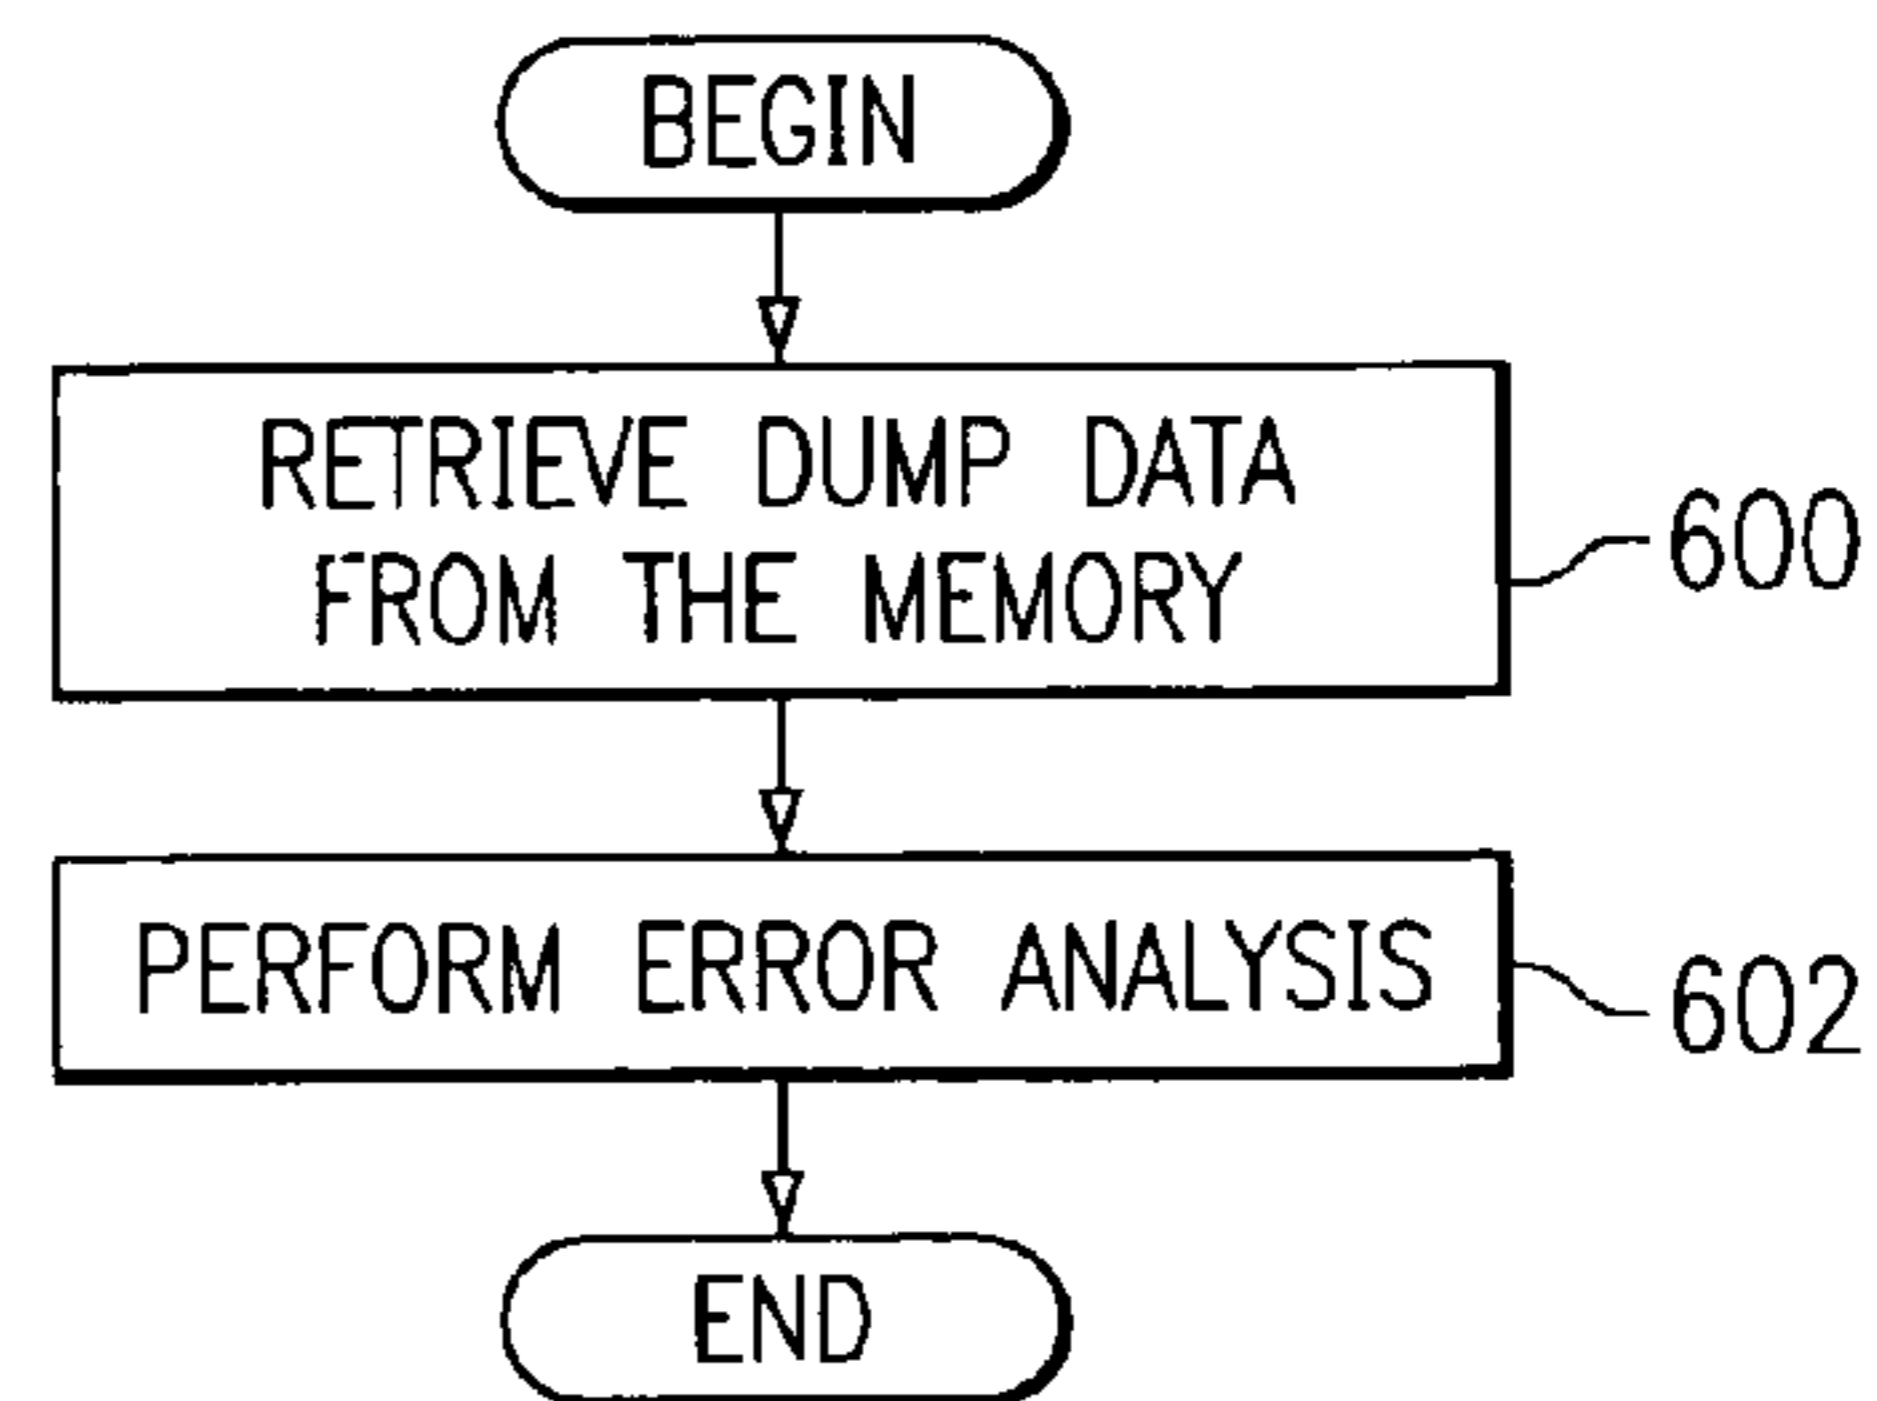 BEGIN
RETRIEVE DUMP DATA
FROM THE MEMORY
600
PERFORM ERROR ANALYSIS
602
END